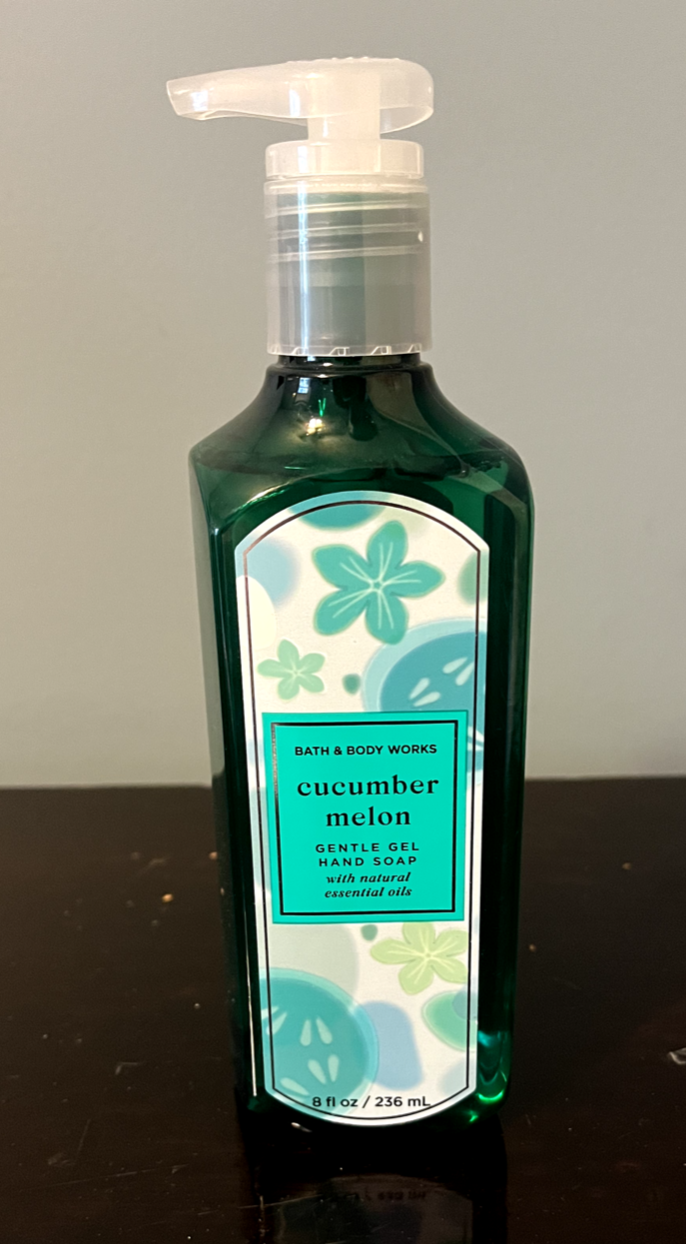 BATH & BODY WORKS
cucumber
melon
GENTLE GEL
HAND SOAP
with natural
essential oils
8 fl oz / 236 mL